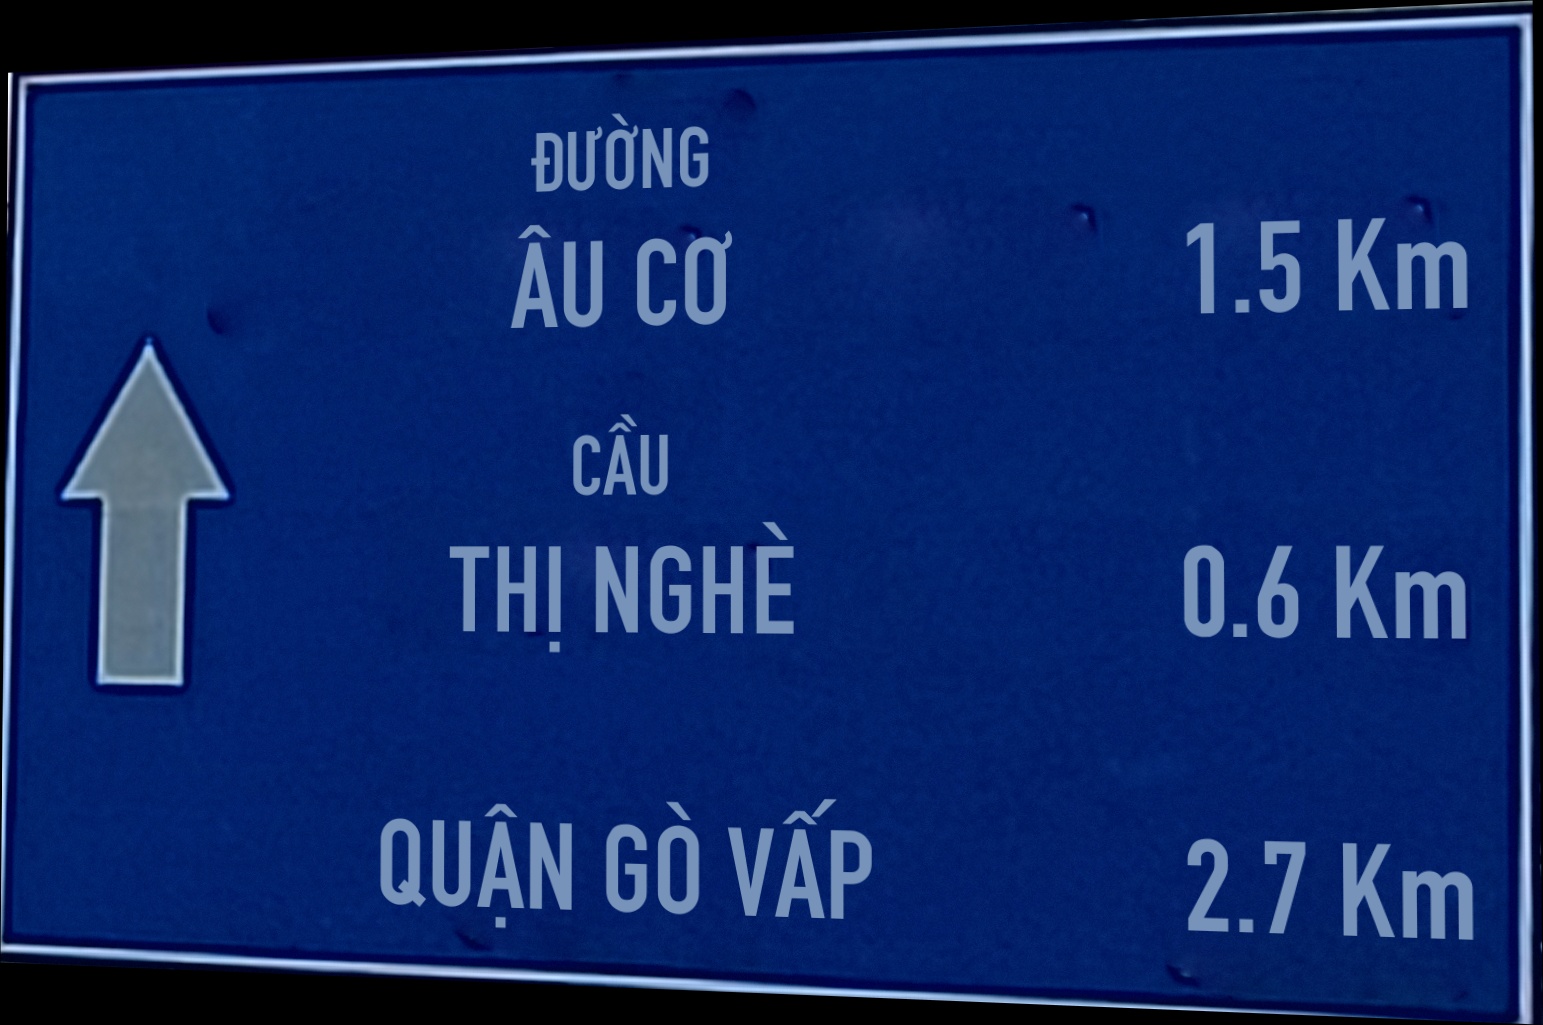 ĐƯỜNG
ÂU CƠ 1.5 Km
CẦU
THỊ NGHÈ 0.6 Km
QUẬN GÒ VẤP 2.7 Km